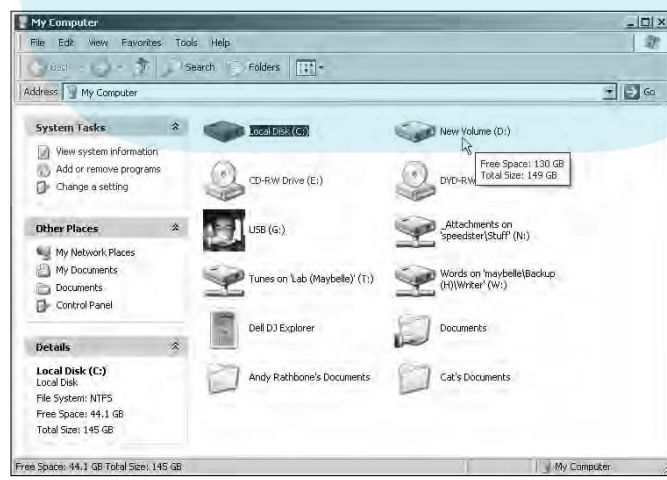 My Computer
File Edit View Favorites Tools Help
Back Search Folders
Address My Computer Go
System Tasks
View system information
Add or remove programs
Change a setting
Other Places
My Network Places
My Documents
Documents
Control Panel
Details
Local Disk (C:)
Local Disk
File System: NTFS
Free Space: 44.1 GB
Total Size: 145 GB
Local Disk (C:)
New Volume (D:)
Free Space: 130 GB
Total Size: 149 GB
CD-RW Drive (E:)
DVD-RW
USB (G:)
_Attachments on
'speedster\Stuff' (N:)
Tunes on 'Lab (Maybelle)' (T:)
Words on 'maybelle\Backup
(H)\Writer' (W:)
Dell DJ Explorer
Documents
Andy Rathbone's Documents
Cat's Documents
Free Space: 44.1 GB Total Size: 145 GB
My Computer